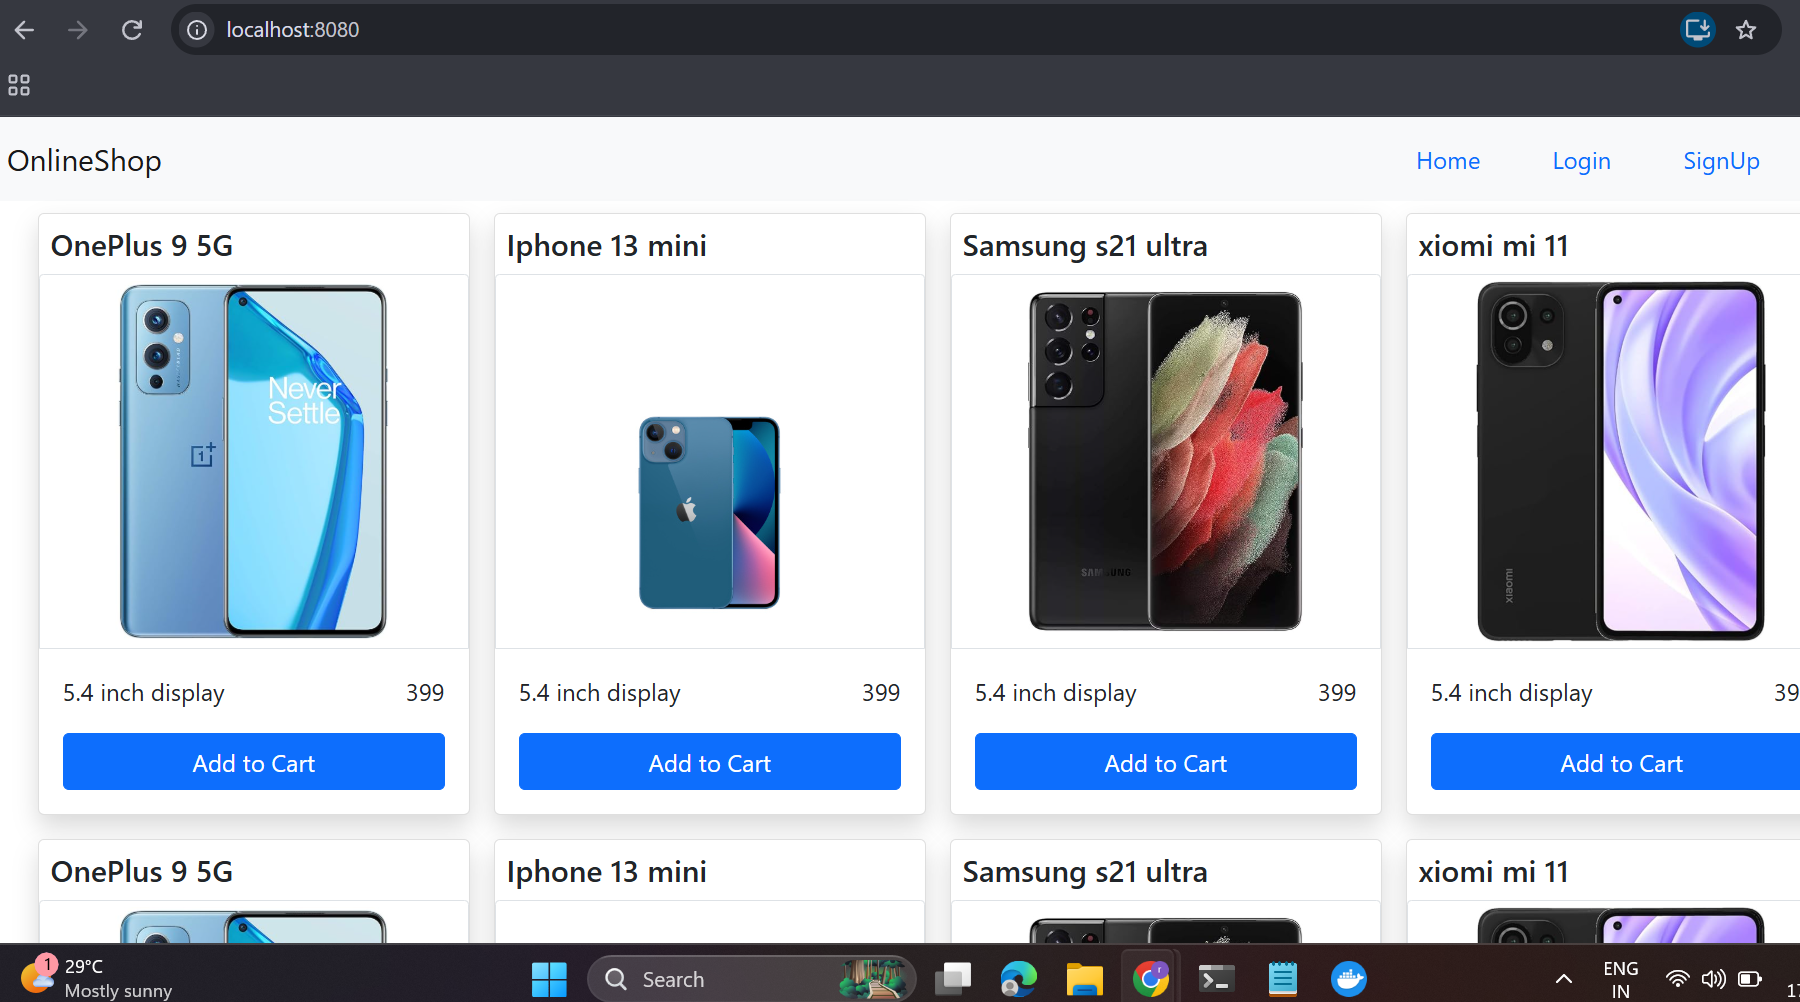 localhost:8080
OnlineShop
Home Login SignUp
OnePlus 9 5G
Iphone 13 mini
Samsung s21 ultra
xiomi mi 11
Never
Settle
SAMSUNG
xiaomi
5.4 inch display 399
5.4 inch display 399
5.4 inch display 399
5.4 inch display 39
Add to Cart
Add to Cart
Add to Cart
Add to Cart
OnePlus 9 5G
Iphone 13 mini
Samsung s21 ultra
xiomi mi 11
1
29°C
Mostly sunny
Search
r
ENG
IN
17